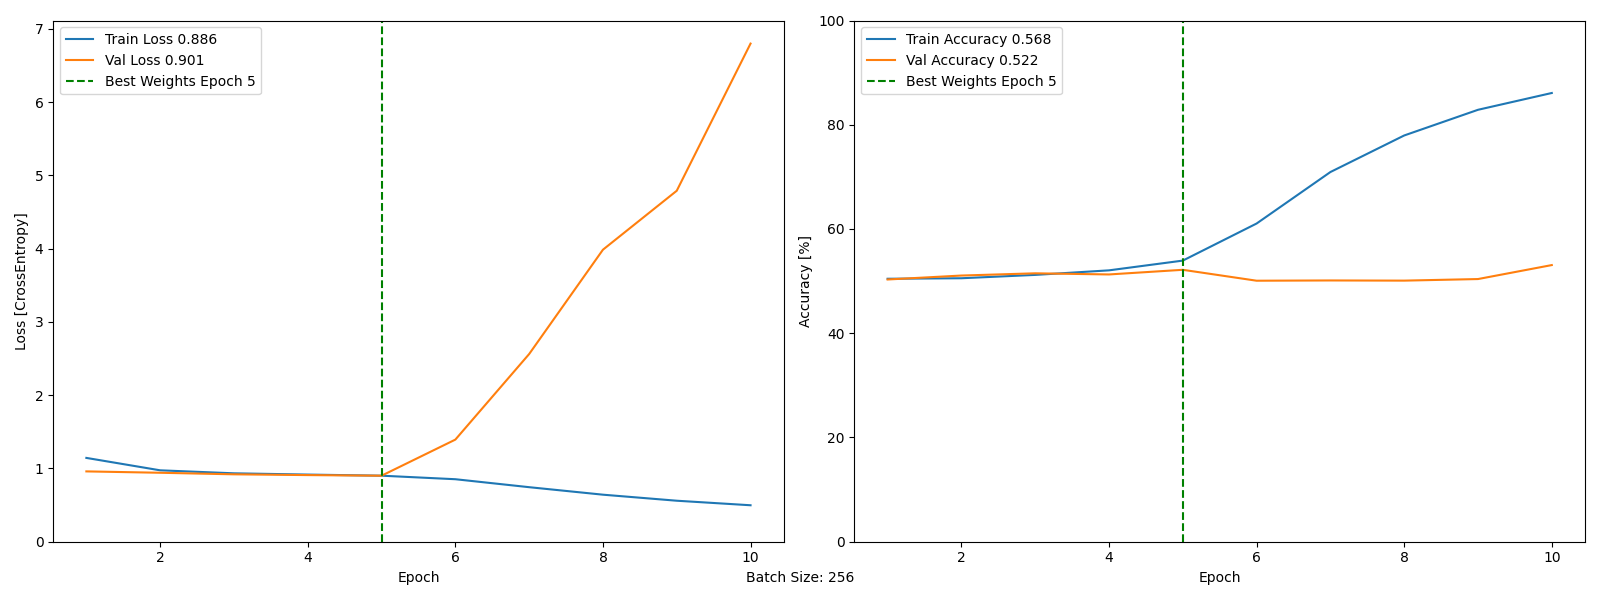 Train Loss 0.886
Val Loss 0.901
Best Weights Epoch 5
7
6
5
4
3
2
1
0
Loss [CrossEntropy]
2 4 6 8 10
Epoch
Train Accuracy 0.568
Val Accuracy 0.522
Best Weights Epoch 5
100
80
60
40
20
0
Accuracy [%]
2 4 6 8 10
Epoch
Batch Size: 256